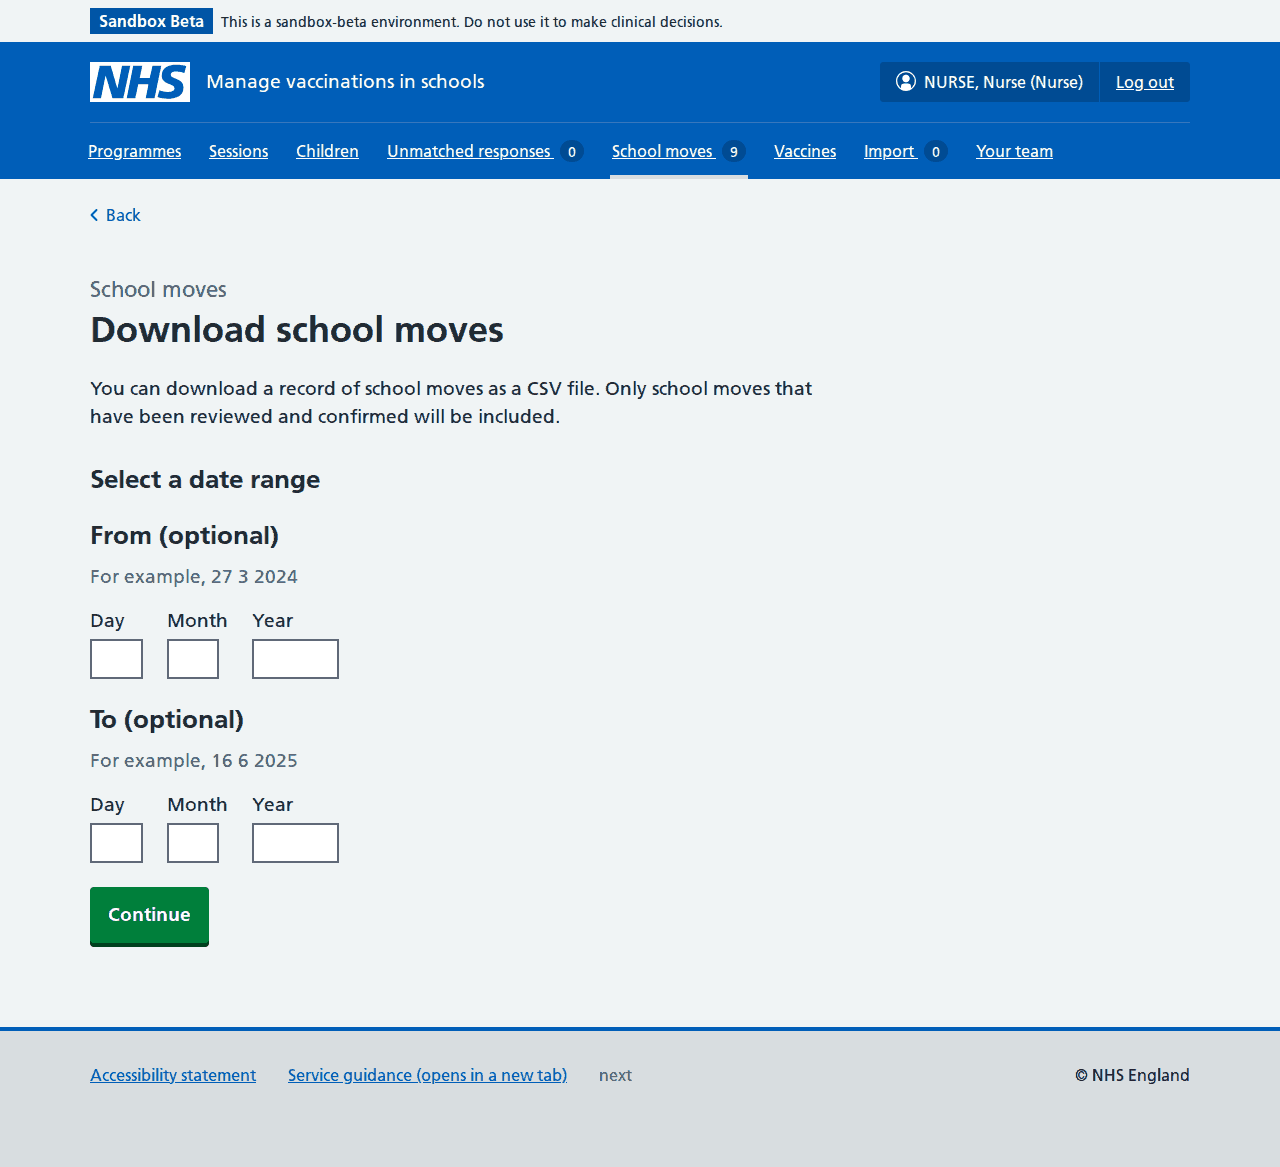 Sandbox Beta This is a sandbox-beta environment. Do not use it to make clinical decisions.
NHS Manage vaccinations in schools NURSE, Nurse (Nurse) Log out
Programmes Sessions Children Unmatched responses 0 School moves 9 Vaccines Import 0 Your team
Back
School moves
Download school moves
You can download a record of school moves as a CSV file. Only school moves that
have been reviewed and confirmed will be included.
Select a date range
From (optional)
For example, 27 3 2024
Day Month Year
To (optional)
For example, 16 6 2025
Day Month Year
Continue
Accessibility statement Service guidance (opens in a new tab) next © NHS England